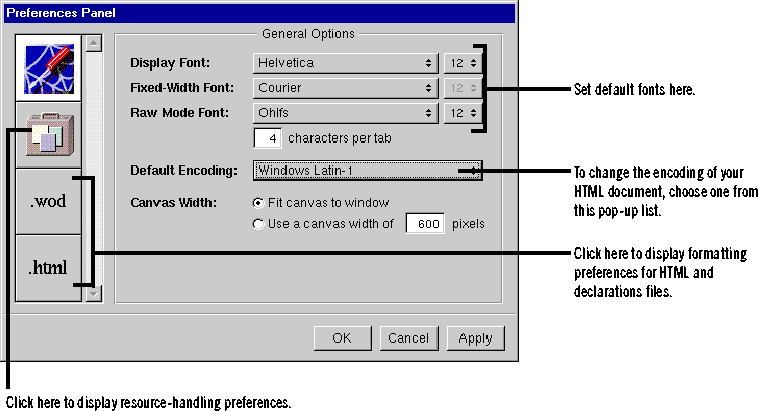 Preferences Panel
General Options
Display Font: Helvetica 12
Fixed-Width Font: Courier 12
Raw Mode Font: Ohlfs 12
4 characters per tab
Default Encoding: Windows Latin-1
Canvas Width: Fit canvas to window
Use a canvas width of 600 pixels
.wod
.html
OK Cancel Apply
Set default fonts here.
To change the encoding of your
HTML document, choose one from
this pop-up list.
Click here to display formatting
preferences for HTML and
declarations files.
Click here to display resource-handling preferences.